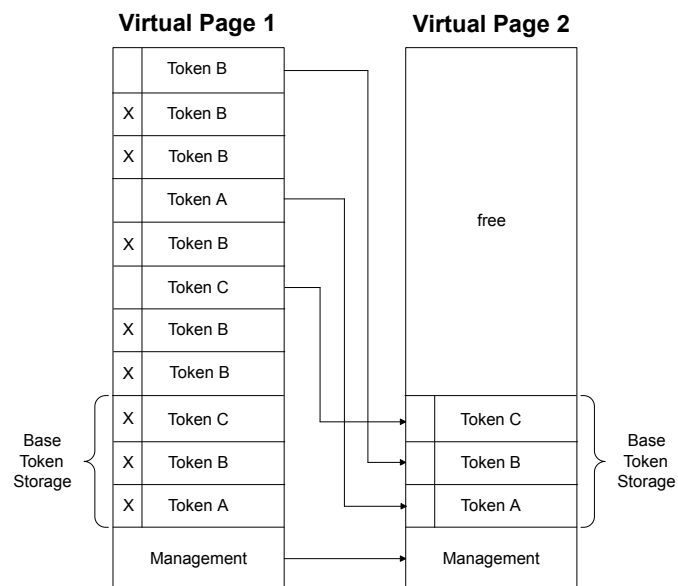 Virtual Page 1
Virtual Page 2
Token B
X Token B
X Token B
Token A
free
X Token B
Token C
X Token B
X Token B
Base
Token
Storage
X Token C
X Token B
X Token A
Management
Token C
Token B
Token A
Management
Base
Token
Storage